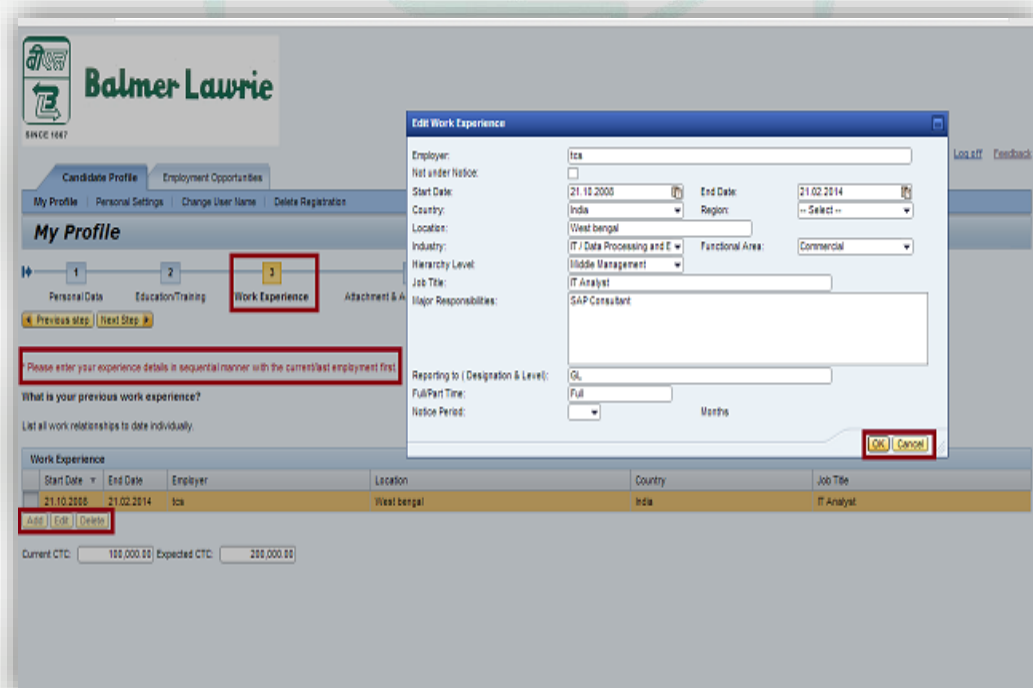 बीएल
Balmer Lawrie
SINCE 1867
Log off Feedback
Candidate Profile Employment Opportunities
My Profile Personal Settings Change User Name Delete Registration
My Profile
1 2 3
Personal Data Education/Training Work Experience Attachment & A
Previous step Next Step
* Please enter your experience details in sequential manner with the current/last employment first.
What is your previous work experience?
List all work relationships to date individually.
Work Experience
Start Date End Date Employer Location Country Job Title
21.10.2008 21.02.2014 tcs West bengal India IT Analyst
Add Edit Delete
Current CTC: 100,000.00 Expected CTC: 200,000.00
Edit Work Experience
Employer: tcs
Not under Notice:
Start Date: 21.10.2008 End Date: 21.02.2014
Country: India Region: -- Select --
Location: West bengal
Industry: IT / Data Processing and E Functional Area: Commercial
Hierarchy Level: Middle Management
Job Title: IT Analyst
Major Responsibilities: SAP Consultant
Reporting to ( Designation & Level): GL
Full/Part Time: Full
Notice Period: Months
OK Cancel